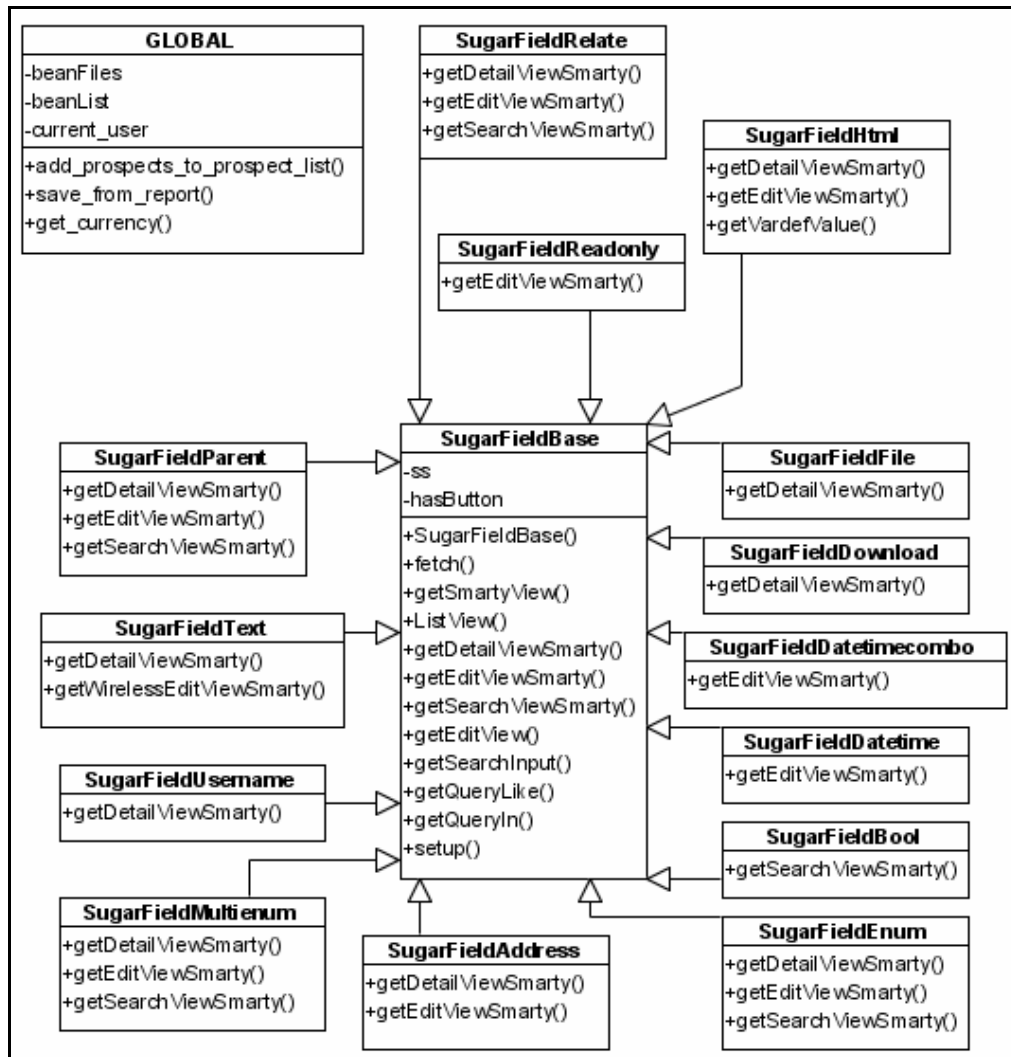 GLOBAL
-beanFiles
-beanList
-current_user
+add_prospects_to_prospect_list()
+save_from_report()
+get_currency()
SugarFieldRelate
+getDetailViewSmarty()
+getEditViewSmarty()
+getSearchViewSmarty()
SugarFieldHtml
+getDetailViewSmarty()
+getEditViewSmarty()
+getVardefValue()
SugarFieldReadonly
+getEditViewSmarty()
SugarFieldBase
-ss
-hasButton
+SugarFieldBase()
+fetch()
+getSmartyView()
+ListView()
+getDetailViewSmarty()
+getEditViewSmarty()
+getSearchViewSmarty()
+getEditView()
+getSearchInput()
+getQueryLike()
+getQueryIn()
+setup()
SugarFieldParent
+getDetailViewSmarty()
+getEditViewSmarty()
+getSearchViewSmarty()
SugarFieldText
+getDetailViewSmarty()
+getWirelessEditViewSmarty()
SugarFieldUsername
+getDetailViewSmarty()
SugarFieldMultienum
+getDetailViewSmarty()
+getEditViewSmarty()
+getSearchViewSmarty()
SugarFieldAddress
+getDetailViewSmarty()
+getEditViewSmarty()
SugarFieldFile
+getDetailViewSmarty()
SugarFieldDownload
+getDetailViewSmarty()
SugarFieldDatetimecombo
+getEditViewSmarty()
SugarFieldDatetime
+getEditViewSmarty()
SugarFieldBool
+getSearchViewSmarty()
SugarFieldEnum
+getDetailViewSmarty()
+getEditViewSmarty()
+getSearchViewSmarty()